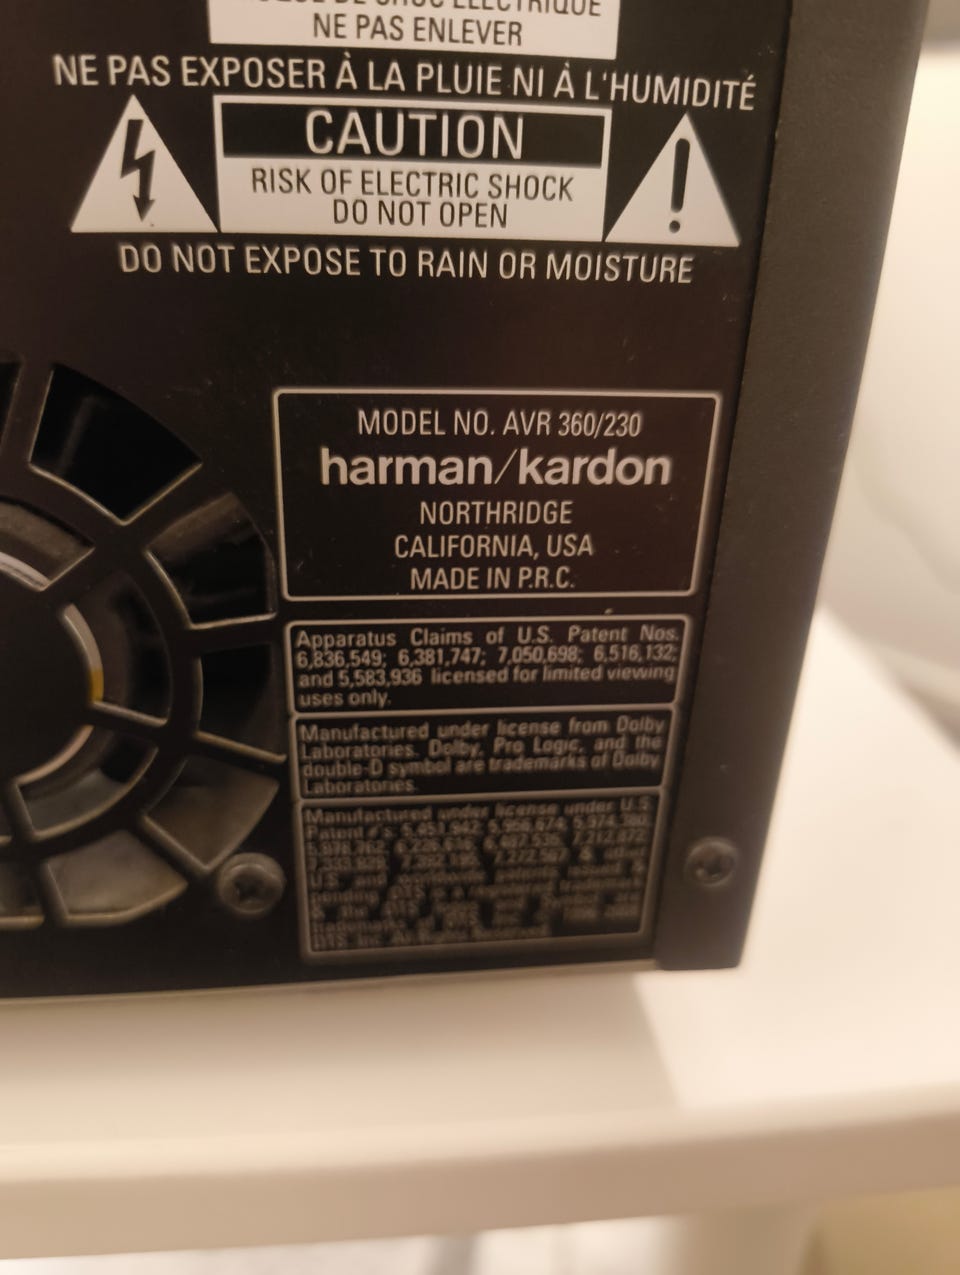 DE CHOC ÉLECTRIQUE
NE PAS ENLEVER
NE PAS EXPOSER À LA PLUIE NI À L'HUMIDITÉ
CAUTION
RISK OF ELECTRIC SHOCK
DO NOT OPEN
DO NOT EXPOSE TO RAIN OR MOISTURE
MODEL NO. AVR 360/230
harman/kardon
NORTHRIDGE
CALIFORNIA, USA
MADE IN P.R.C.
Apparatus Claims of U.S. Patent Nos.
6,836,549; 6,381,747; 7,050,698; 6,516,132;
and 5,583,936 licensed for limited viewing
uses only.
Manufactured under license from Dolby
Laboratories. Dolby, Pro Logic, and the
double-D symbol are trademarks of Dolby
Laboratories.
Manufactured under license under U.S.